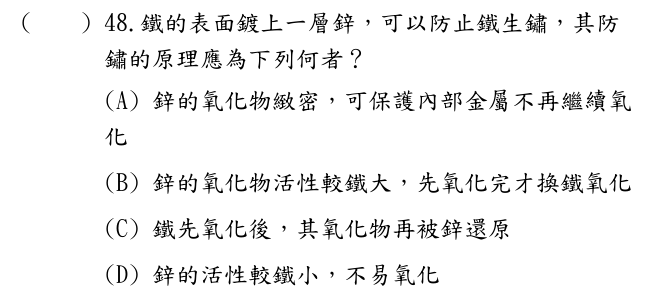 （　　）48.鐵的表面鍍上一層鋅，可以防止鐵生鏽，其防
鏽的原理應為下列何者？
(A) 鋅的氧化物緻密，可保護內部金屬不再繼續氧
化
(B) 鋅的氧化物活性較鐵大，先氧化完才換鐵氧化
(C) 鐵先氧化後，其氧化物再被鋅還原
(D) 鋅的活性較鐵小，不易氧化